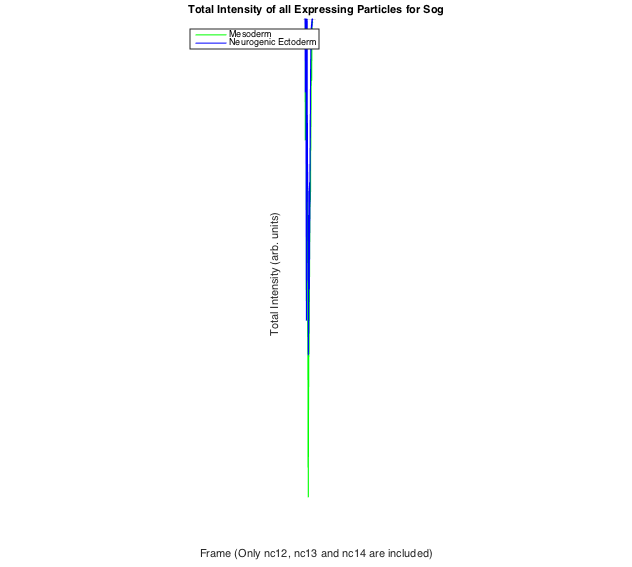 Total Intensity of all Expressing Particles for Sog
Mesoderm
Neurogenic Ectoderm
Total Intensity (arb. units)
Frame (Only nc12, nc13 and nc14 are included)